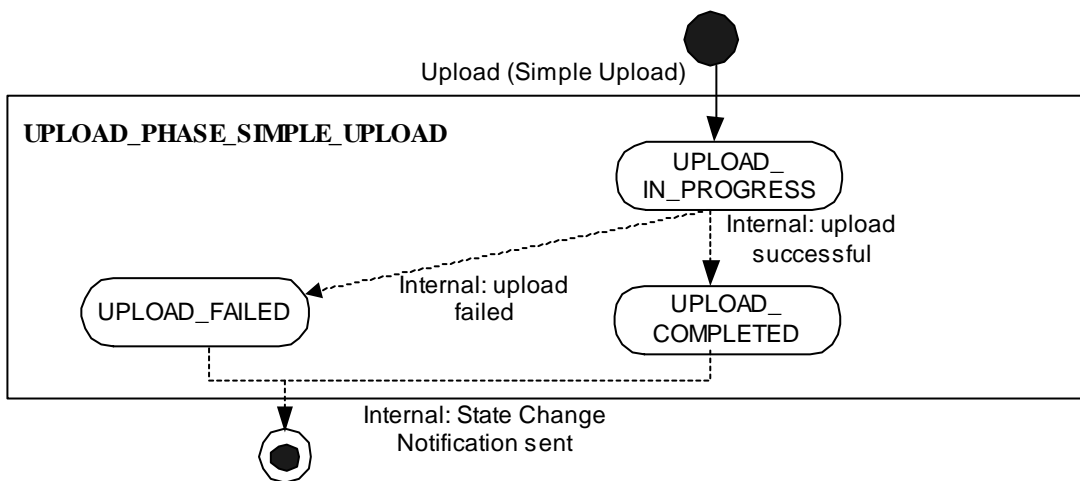 Upload (Simple Upload)
UPLOAD_PHASE_SIMPLE_UPLOAD
UPLOAD_
IN_PROGRESS
Internal: upload
successful
Internal: upload
failed
UPLOAD_FAILED
UPLOAD_
COMPLETED
Internal: State Change
Notification sent